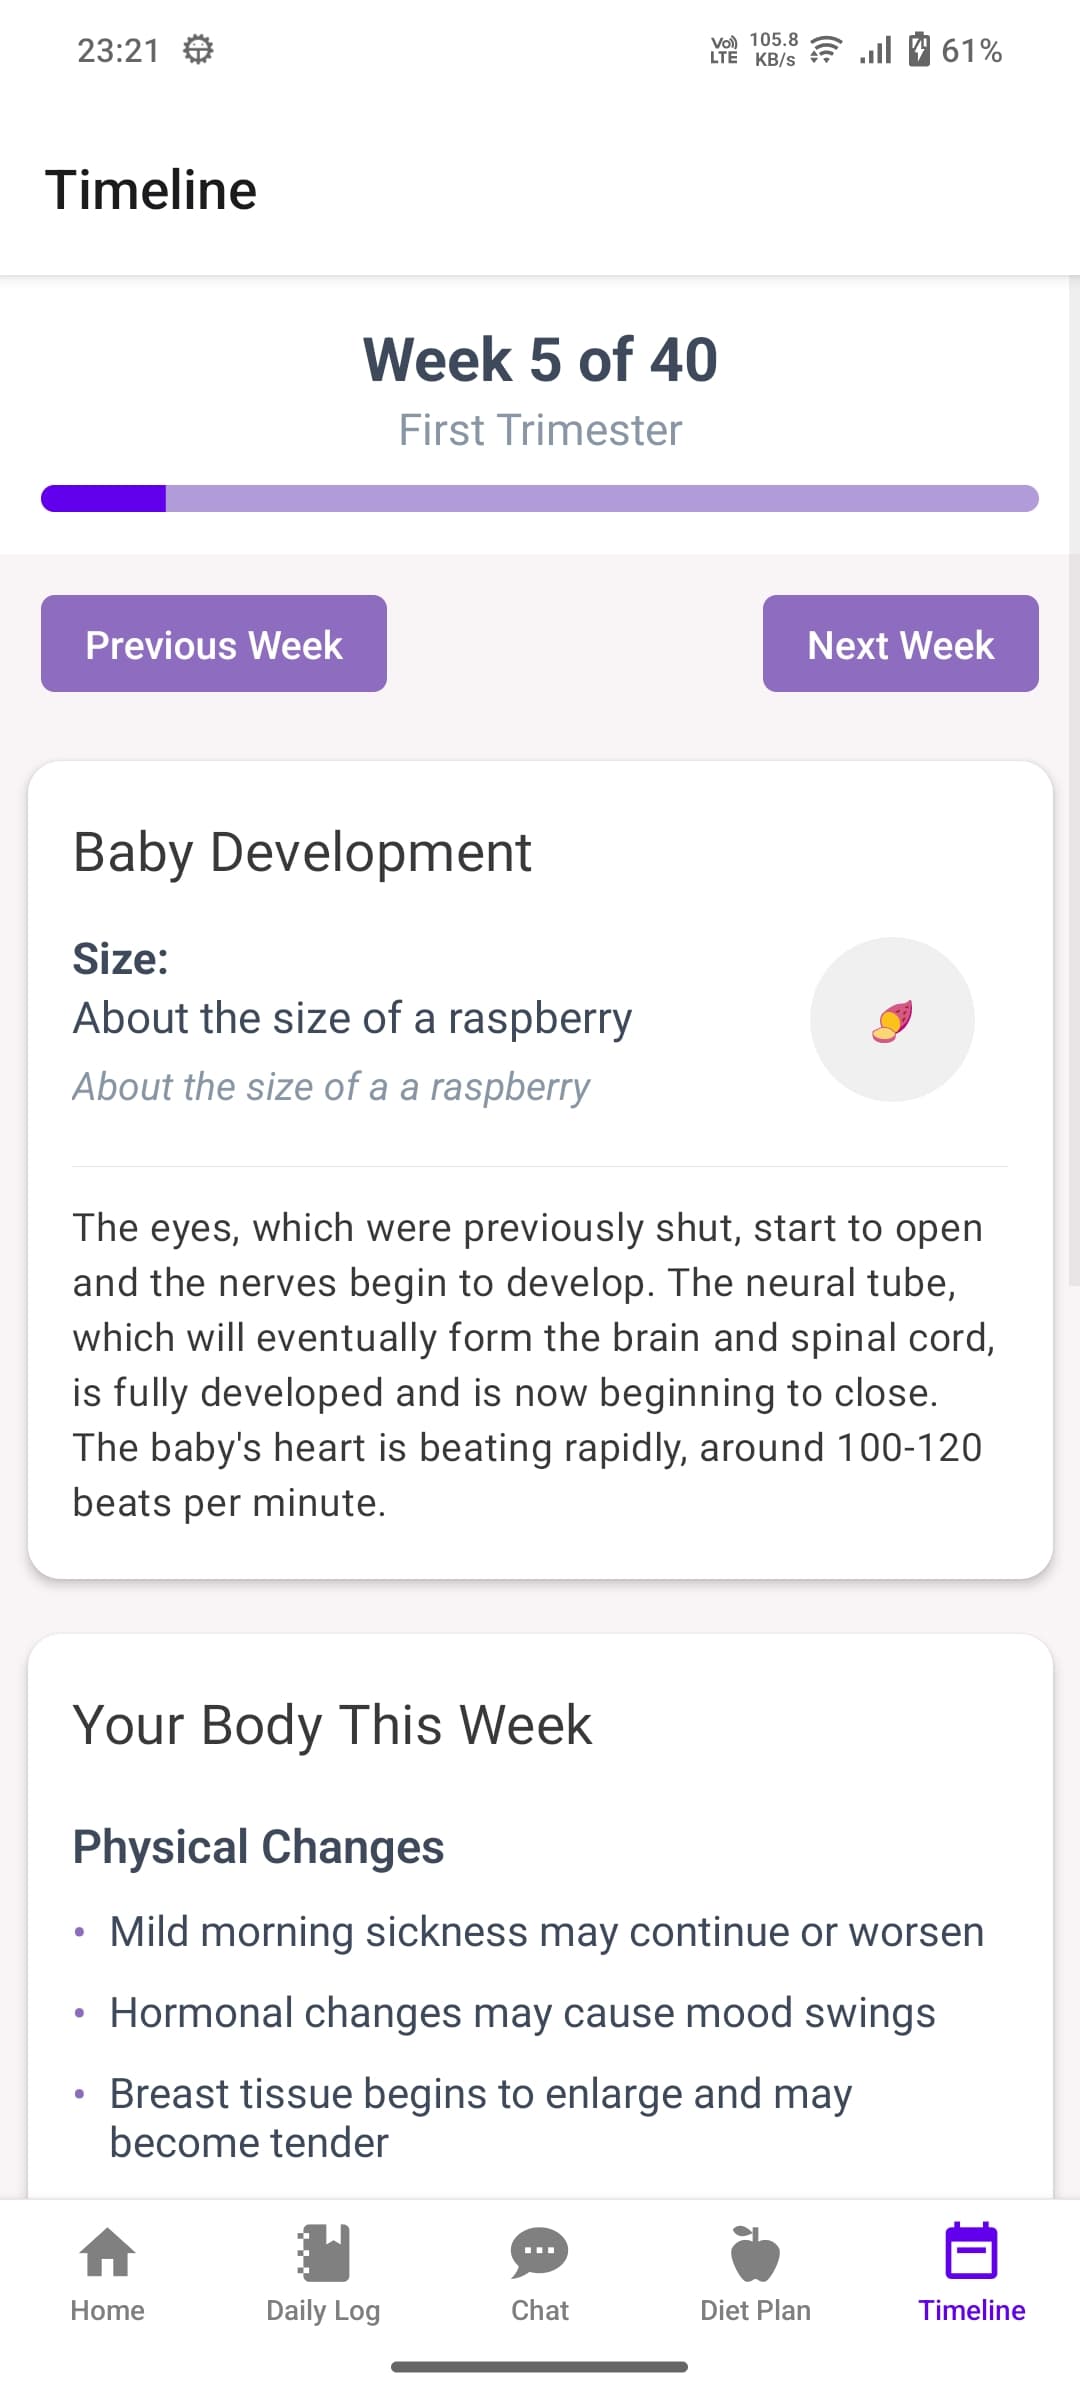 23:21
Vo)) LTE 105.8 KB/s 61%
Timeline
Week 5 of 40
First Trimester
Previous Week
Next Week
Baby Development
Size:
About the size of a raspberry
About the size of a a raspberry
The eyes, which were previously shut, start to open
and the nerves begin to develop. The neural tube,
which will eventually form the brain and spinal cord,
is fully developed and is now beginning to close.
The baby's heart is beating rapidly, around 100-120
beats per minute.
Your Body This Week
Physical Changes
• Mild morning sickness may continue or worsen
• Hormonal changes may cause mood swings
• Breast tissue begins to enlarge and may
become tender
Home
Daily Log
Chat
Diet Plan
Timeline